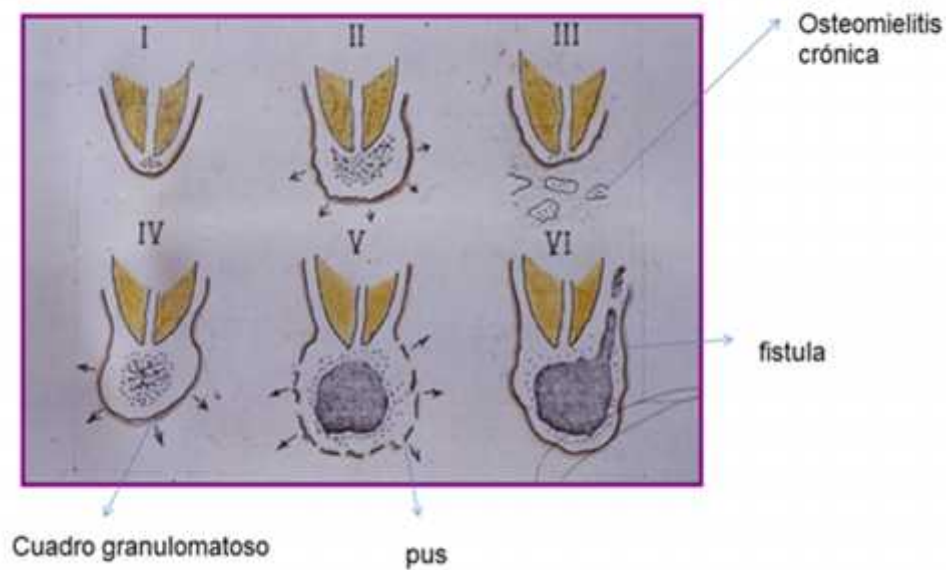 Osteomielitis
crónica
I II III
IV V VI
fistula
Cuadro granulomatoso
pus